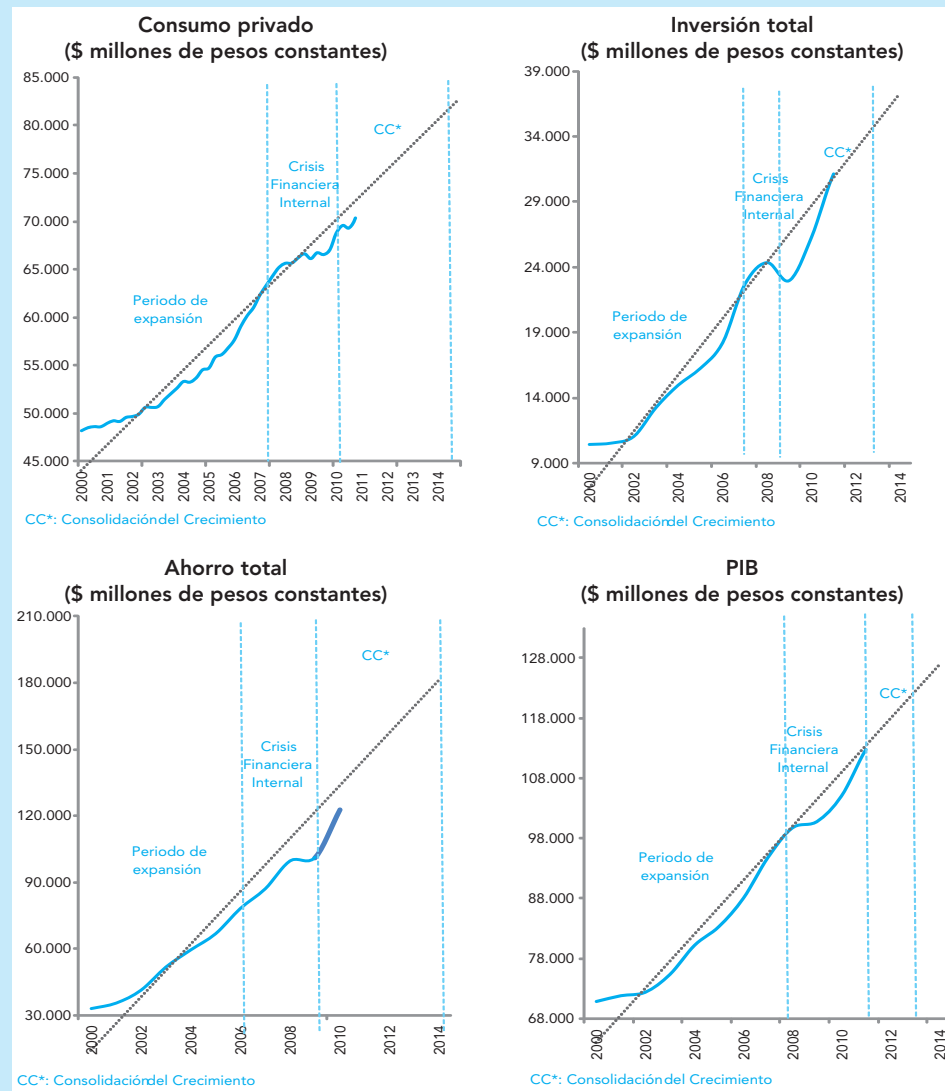 Consumo privado
($ millones de pesos constantes)
85.000
80.000
75.000
70.000
65.000
60.000
55.000
50.000
45.000
CC*
Crisis
Financiera
Internal
Periodo de
expansión
2000
2001
2002
2003
2004
2005
2006
2007
2008
2009
2010
2011
2012
2013
2014
CC*: Consolidacióndel Crecimiento
Inversión total
($ millones de pesos constantes)
39.000
34.000
29.000
24.000
19.000
14.000
9.000
CC*
Crisis
Financiera
Internal
Periodo de
expansión
2000
2002
2004
2006
2008
2010
2012
2014
CC*: Consolidacióndel Crecimiento
Ahorro total
($ millones de pesos constantes)
210.000
180.000
150.000
120.000
90.000
60.000
30.000
CC*
Crisis
Financiera
Internal
Periodo de
expansión
2000
2002
2004
2006
2008
2010
2012
2014
CC*: Consolidacióndel Crecimiento
PIB
($ millones de pesos constantes)
128.000
118.000
108.000
98.000
88.000
78.000
68.000
CC*
Crisis
Financiera
Internal
Periodo de
expansión
2000
2002
2004
2006
2008
2010
2012
2014
CC*: Consolidacióndel Crecimiento